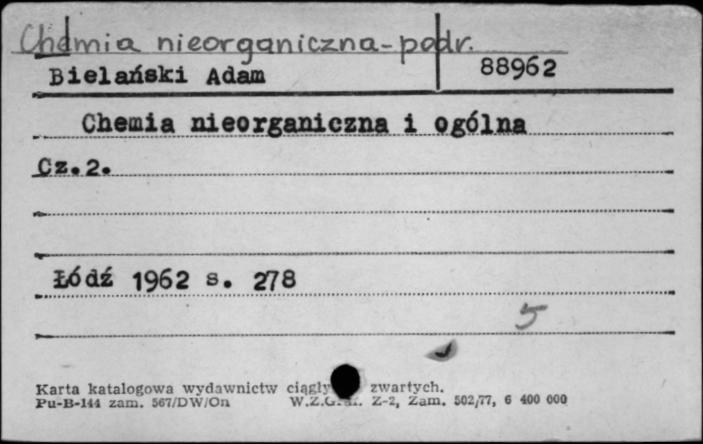 Chemia nieorganiczna-podr.
Bielański Adam 88962
Chemia nieorganiczna i ogólna
Cz.2.
Łódź 1962 s. 278
5
Karta katalogowa wydawnictw zwartych.
Pu-B-144 zam. 567/DW/On Z-2, Zam. 502/77, 6 400 000